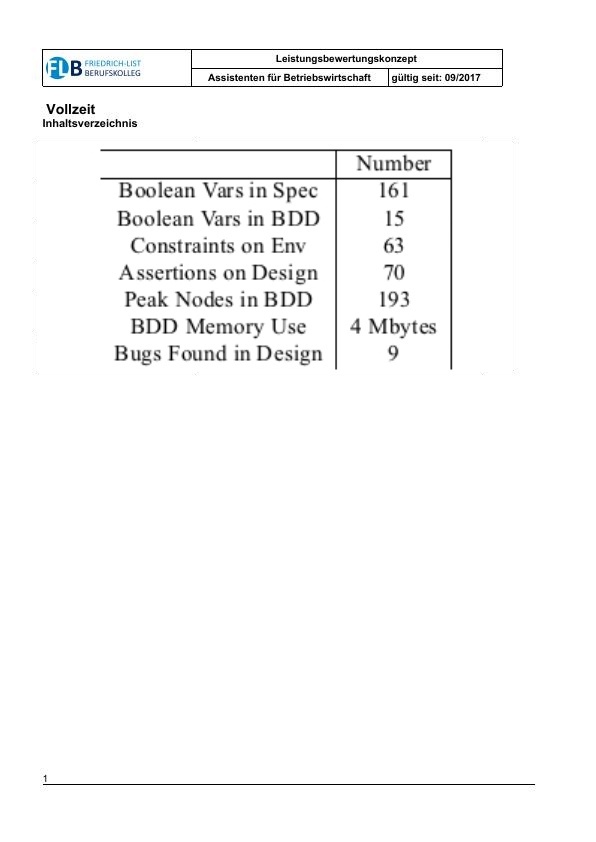 FLB FRIEDRICH-LIST
BERUFSKOLLEG
Leistungsbewertungskonzept
Assistenten für Betriebswirtschaft gültig seit: 09/2017
Vollzeit
Inhaltsverzeichnis
Number
Boolean Vars in Spec 161
Boolean Vars in BDD 15
Constraints on Env 63
Assertions on Design 70
Peak Nodes in BDD 193
BDD Memory Use 4 Mbytes
Bugs Found in Design 9
1